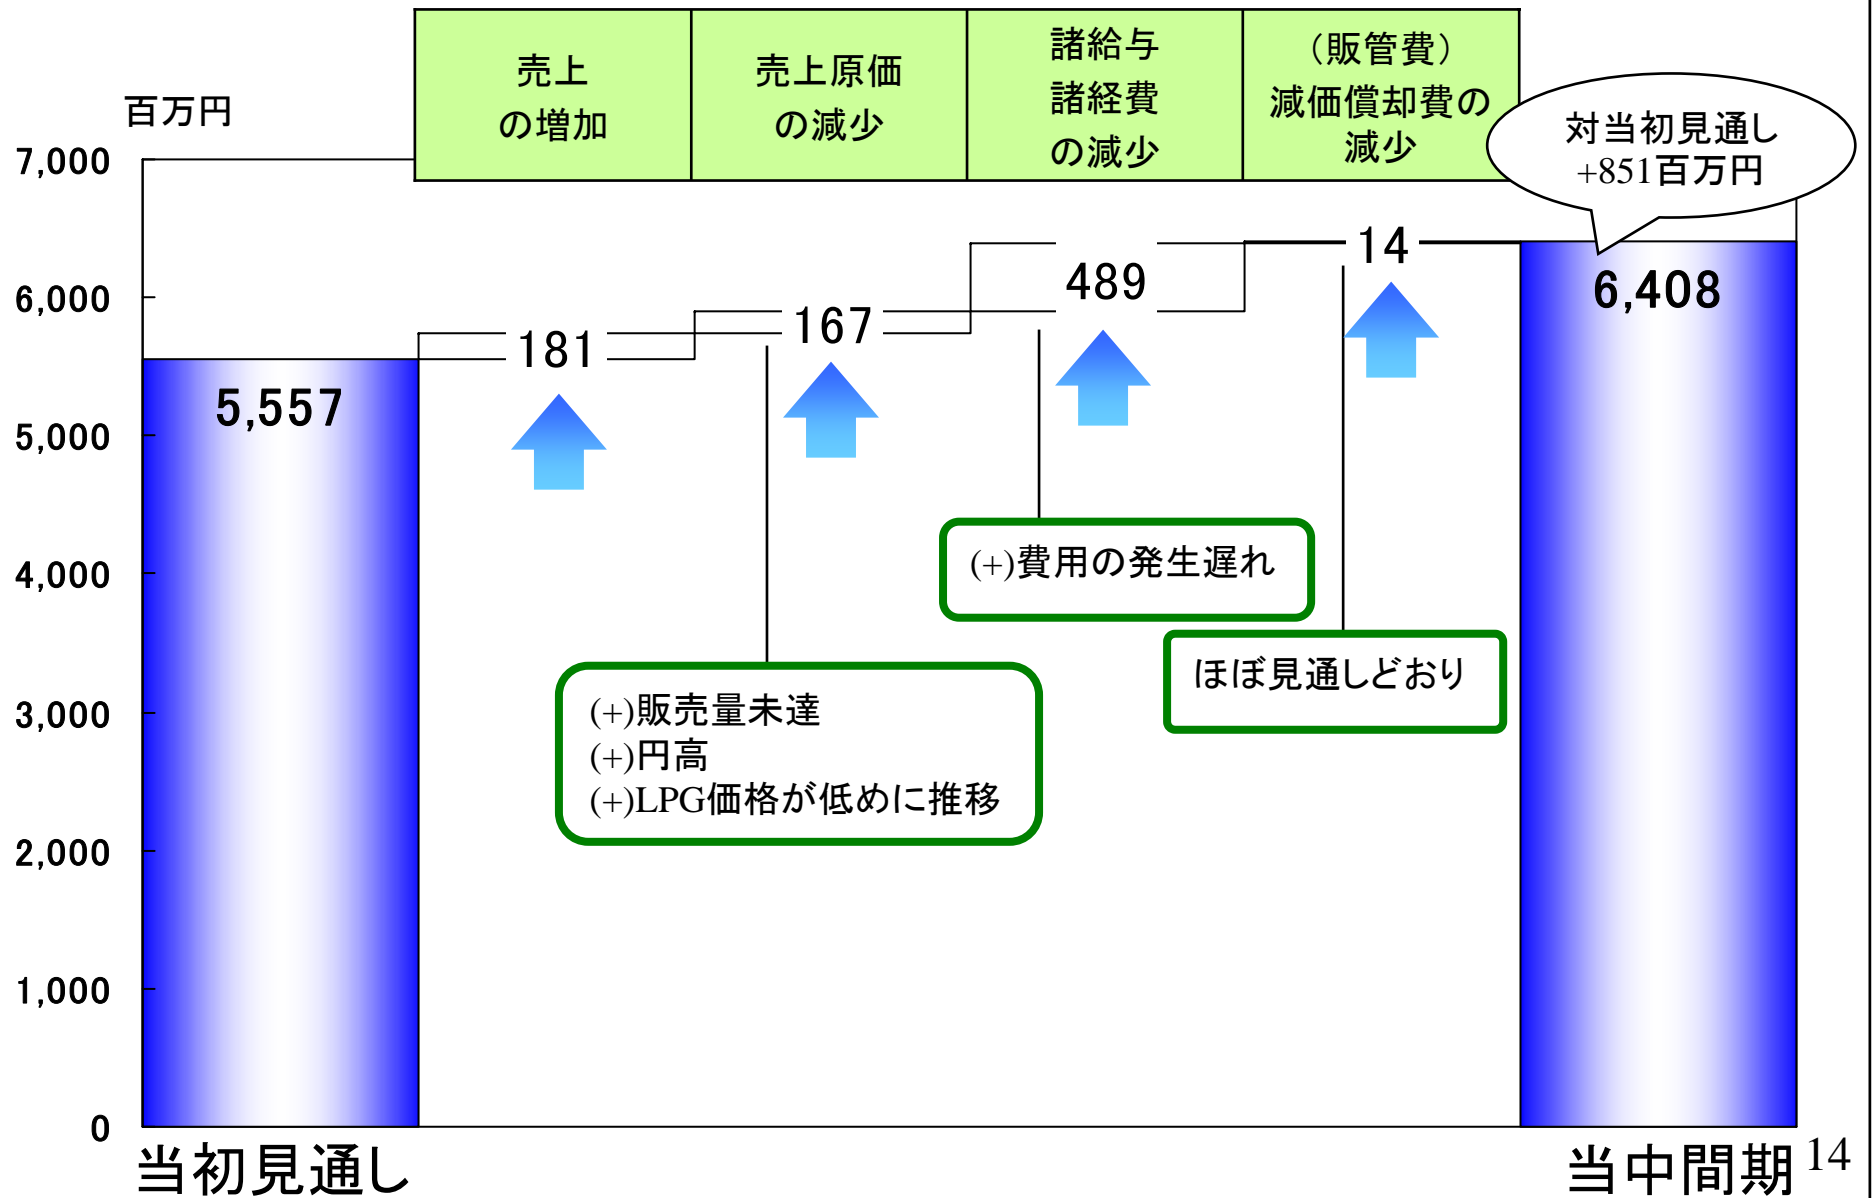 売上
の増加
売上原価
の減少
諸給与
諸経費
の減少
（販管費）
減価償却費の
減少
百万円
対当初見通し
+851百万円
7,000
6,000
5,000
4,000
3,000
2,000
1,000
0
5,557
181
167
489
14
6,408
(+)費用の発生遅れ
ほぼ見通しどおり
(+)販売量未達
(+)円高
(+)LPG価格が低めに推移
当初見通し
当中間期
14